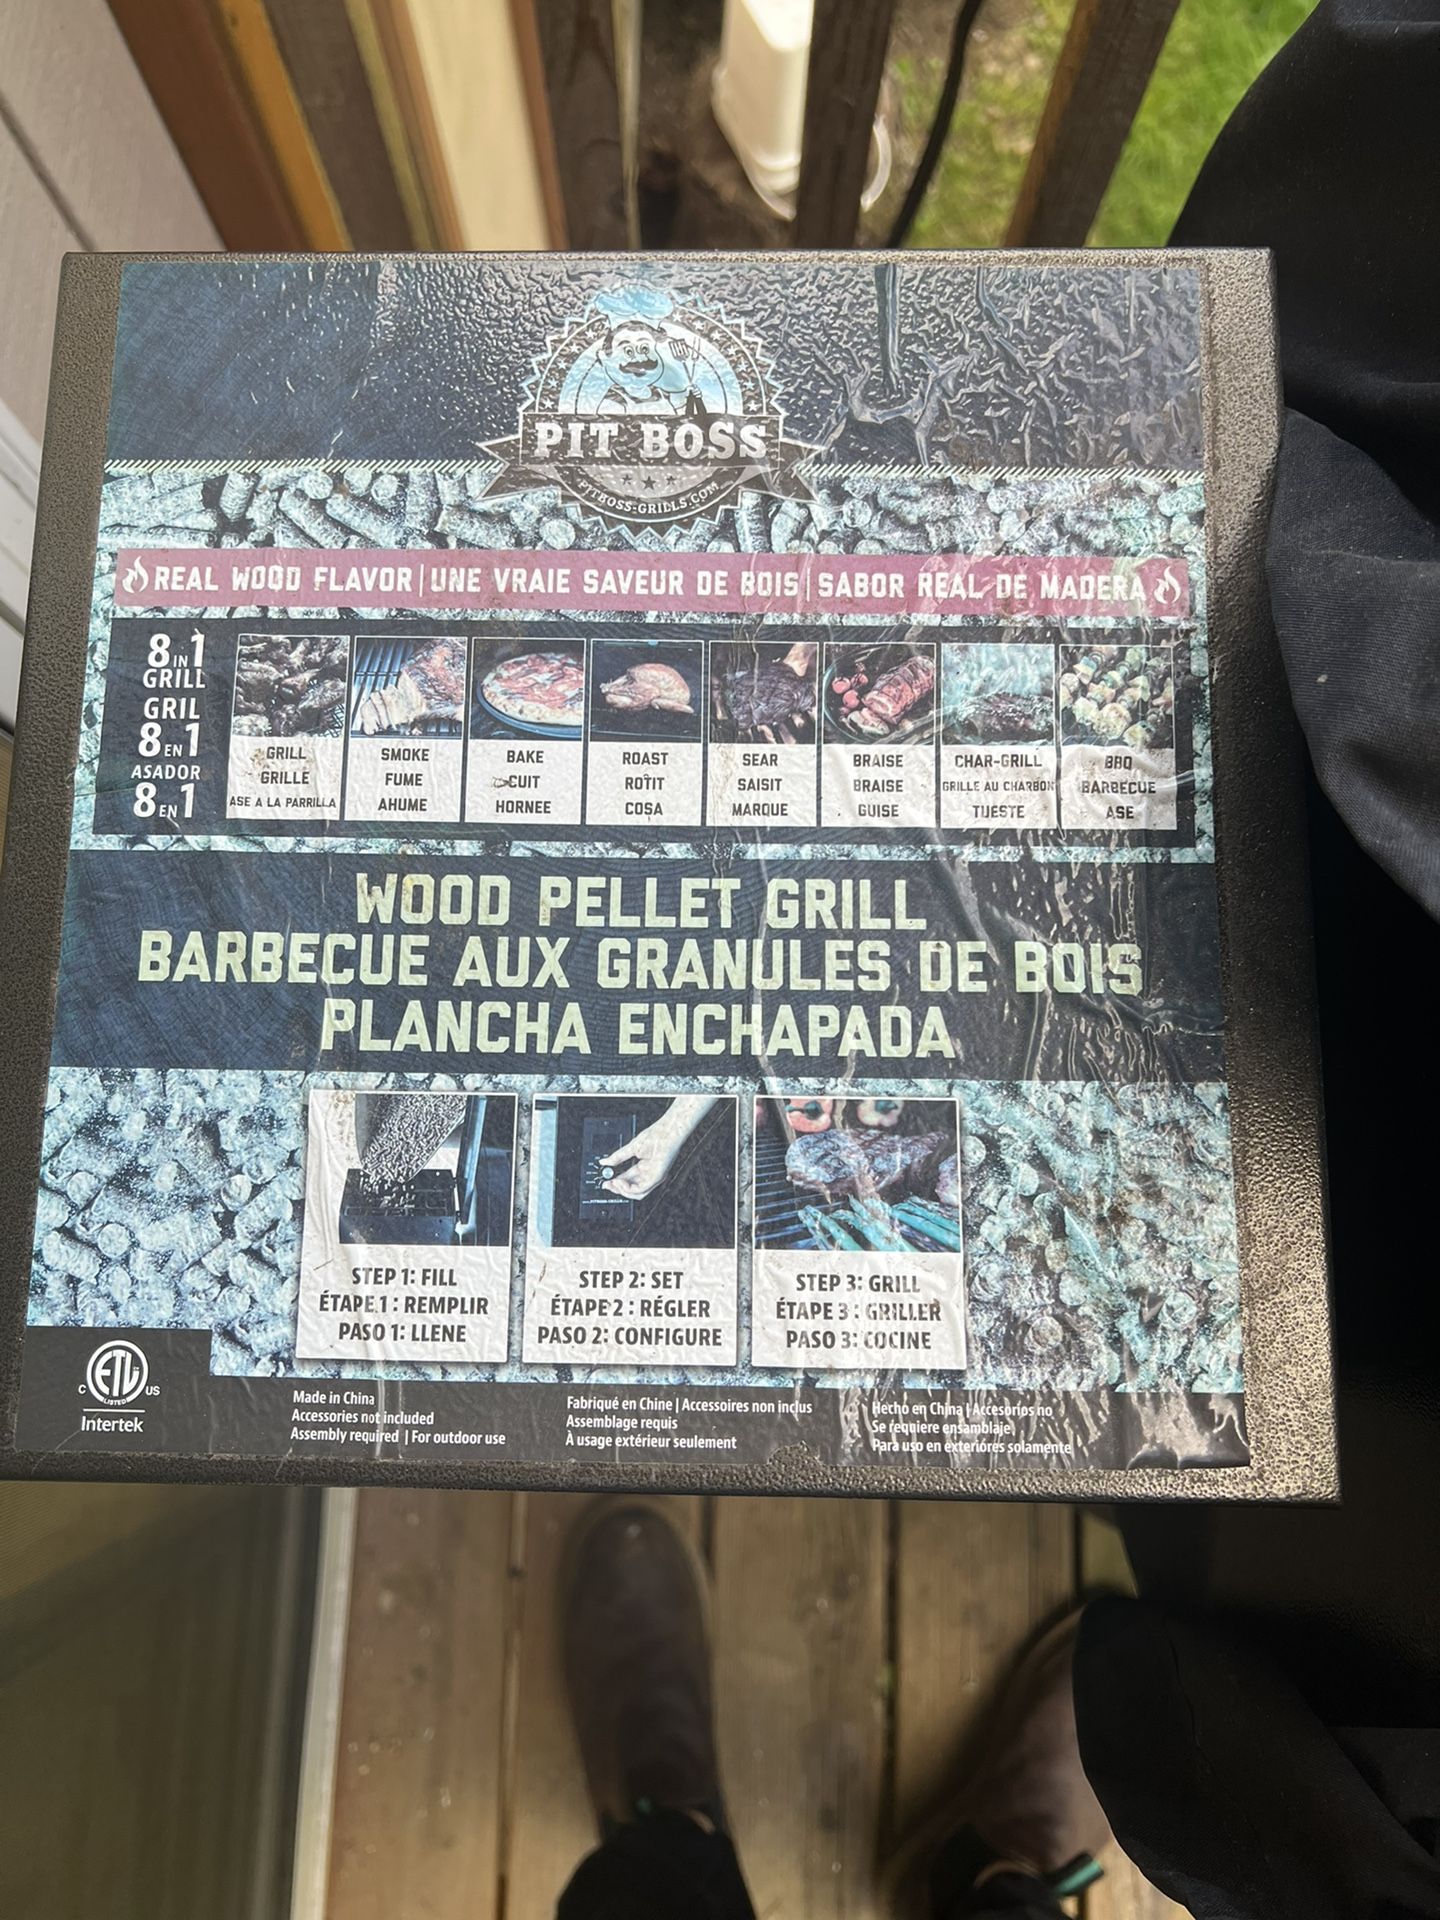 PIT BOSS
PITBOSS-GRILLS.COM
REAL WOOD FLAVOR | UNE VRAIE SAVEUR DE BOIS | SABOR REAL DE MADERA
8 IN 1
GRILL
GRIL
8 EN 1
ASADOR
8 EN 1
GRILL
GRILLE
ASE A LA PARRILLA
SMOKE
FUME
AHUME
BAKE
CUIT
HORNEE
ROAST
RÔTIT
COSA
SEAR
SAISIT
MARQUE
BRAISE
BRAISE
GUISE
CHAR-GRILL
GRILLE AU CHARBON
TUESTE
BBQ
BARBECUE
ASE
WOOD PELLET GRILL
BARBECUE AUX GRANULES DE BOIS
PLANCHA ENCHAPADA
STEP 1: FILL
ÉTAPE 1 : REMPLIR
PASO 1: LLENE
STEP 2: SET
ÉTAPE 2 : RÉGLER
PASO 2: CONFIGURE
STEP 3: GRILL
ÉTAPE 3 : GRILLER
PASO 3: COCINE
C ETL US
LISTED
Intertek
Made in China
Accessories not included
Assembly required | For outdoor use
Fabriqué en Chine | Accessoires non inclus
Assemblage requis
À usage extérieur seulement
Hecho en China | Accesorios no
Se requiere ensamblaje
Para uso en exteriores solamente